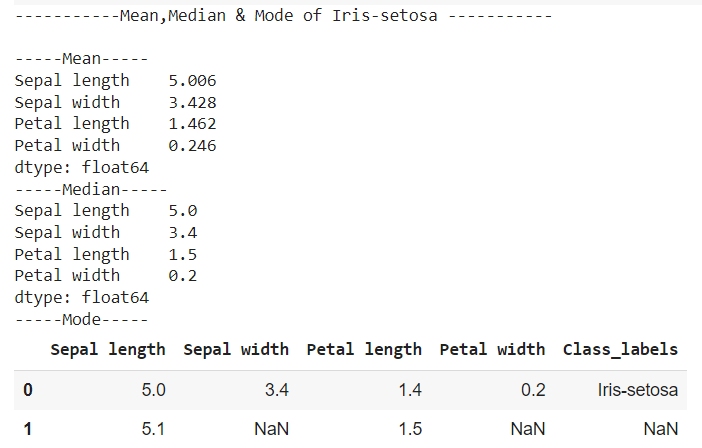 -----------Mean,Median & Mode of Iris-setosa -----------
-----Mean-----
Sepal length    5.006
Sepal width     3.428
Petal length    1.462
Petal width     0.246
dtype: float64
-----Median-----
Sepal length    5.0
Sepal width     3.4
Petal length    1.5
Petal width     0.2
dtype: float64
-----Mode-----
Sepal length Sepal width Petal length Petal width Class_labels
0 5.0 3.4 1.4 0.2 Iris-setosa
1 5.1 NaN 1.5 NaN NaN